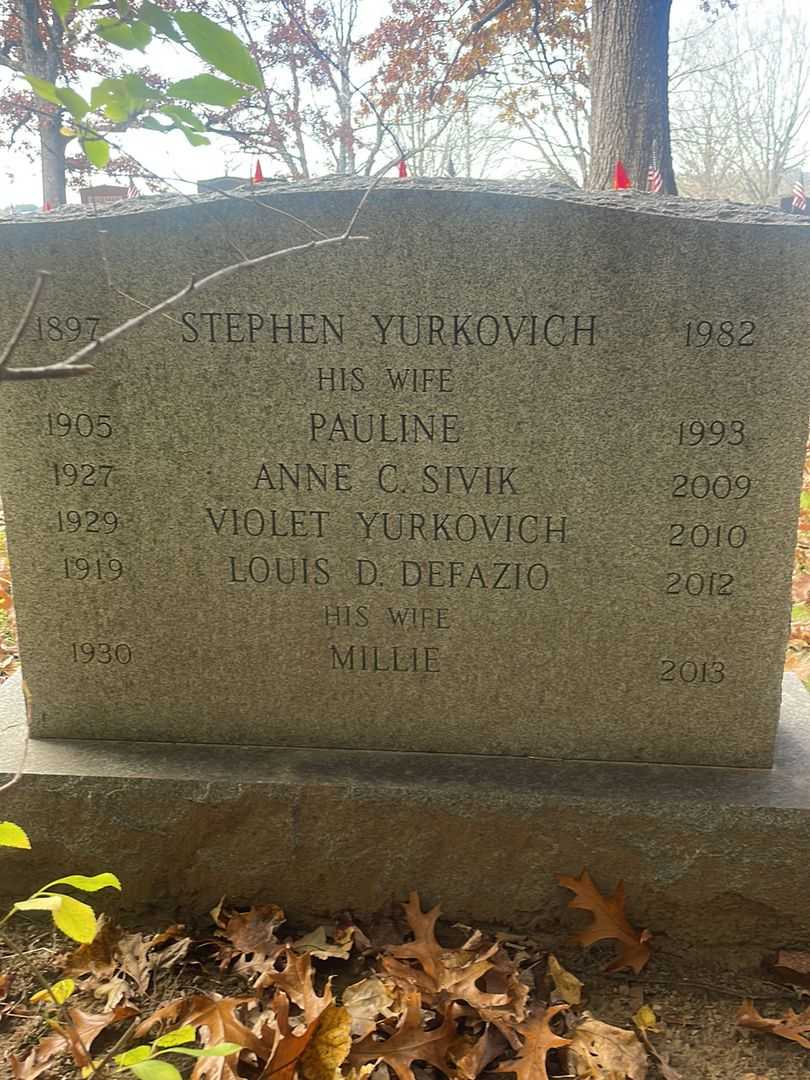 1897 STEPHEN YURKOVICH 1982
HIS WIFE
1905 PAULINE 1993
1927 ANNE C. SIVIK 2009
1929 VIOLET YURKOVICH 2010
1919 LOUIS D. DEFAZIO 2012
HIS WIFE
1930 MILLIE 2013